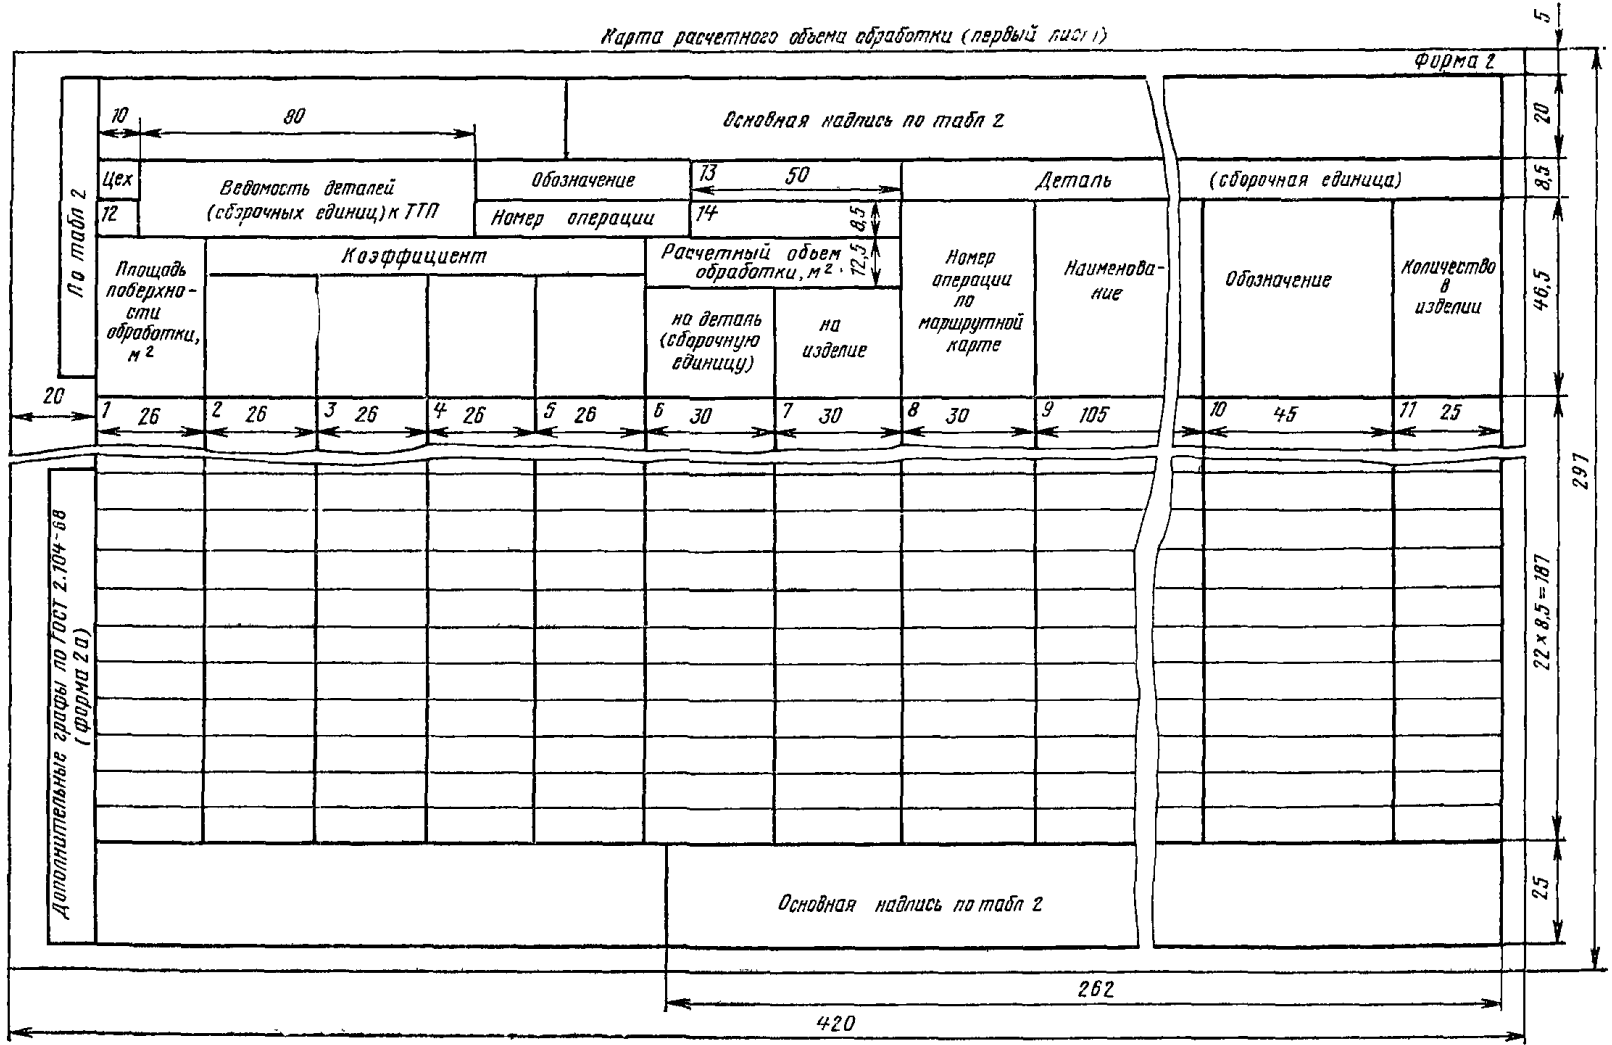 Карта расчетного объема обработки (первый лист)
5
Форма 2
10
80
Основная надпись по табл 2
20
Цех
Ведомость деталей
(сборочных единиц) к ТТП
Обозначение
13
50
Деталь (сборочная единица)
8,5
12
Номер операции
14
8,5
По табл 2
Площадь
поверхно-
сти
обработки,
м²
Коэффициент
Расчетный объем
обработки, м²
12,5
на деталь
(сборочную
единицу)
на
изделие
Номер
операции
по
маршрутной
карте
Наименова-
ние
Обозначение
Количество
в
изделии
46,5
20
1 26 2 26 3 26 4 26 5 26 6 30 7 30 8 30 9 105 10 45 11 25
297
Дополнительные графы по ГОСТ 2.104-68
(форма 2а)
22 × 8,5 = 187
Основная надпись по табл 2
25
262
420